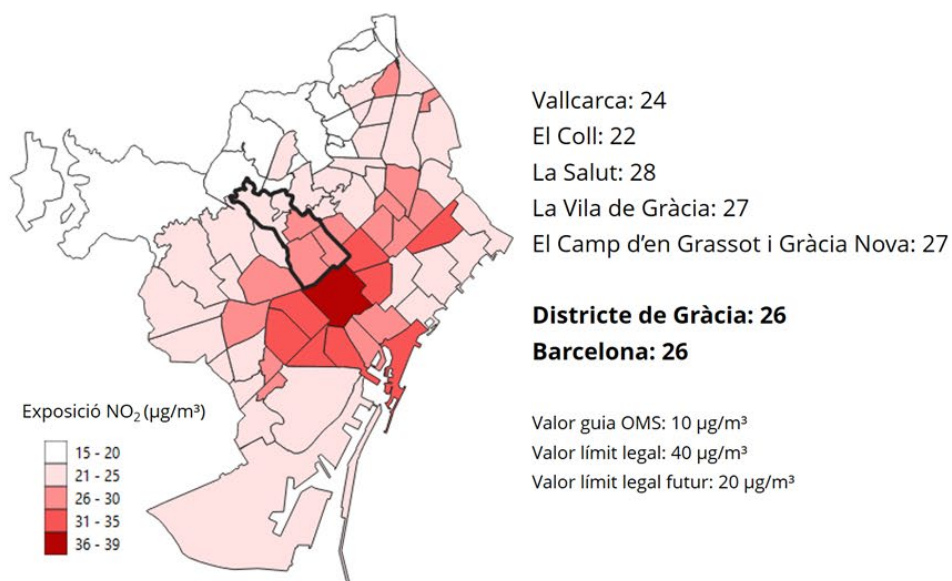 Vallcarca: 24
El Coll: 22
La Salut: 28
La Vila de Gràcia: 27
El Camp d’en Grassot i Gràcia Nova: 27
Districte de Gràcia: 26
Barcelona: 26
Valor guia OMS: 10 µg/m³
Valor límit legal: 40 µg/m³
Valor límit legal futur: 20 µg/m³
Exposició NO₂ (µg/m³)
15 - 20
21 - 25
26 - 30
31 - 35
36 - 39